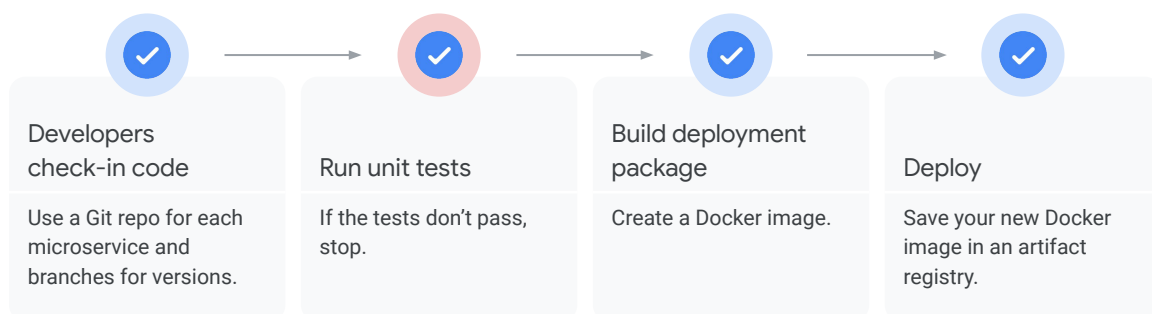 Developers
check-in code
Use a Git repo for each
microservice and
branches for versions.
Run unit tests
If the tests don’t pass,
stop.
Build deployment
package
Create a Docker image.
Deploy
Save your new Docker
image in an artifact
registry.